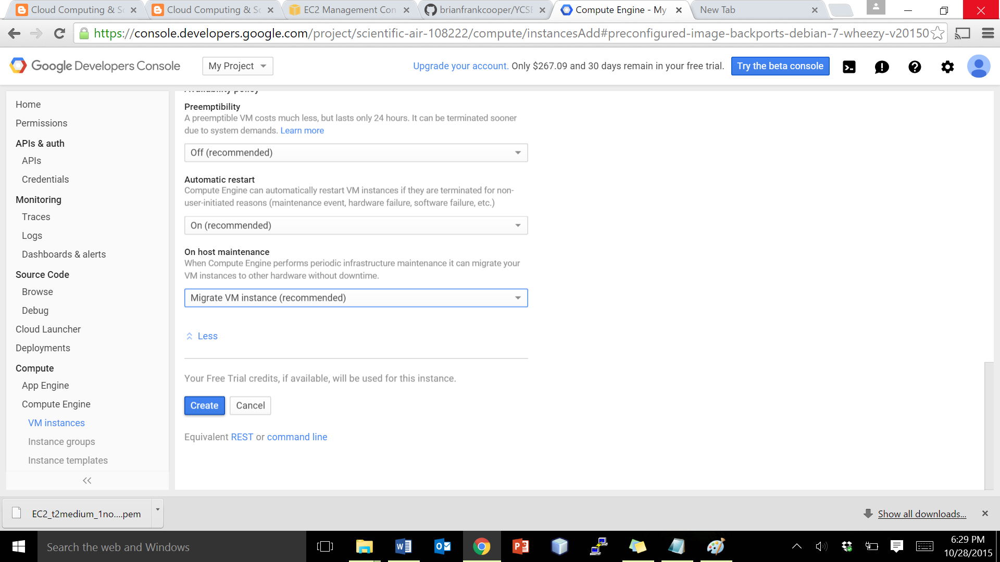 Cloud Computing & Sc
Cloud Computing & Sc
EC2 Management Con
brianfrankcooper/YCSB
Compute Engine - My
New Tab
https://console.developers.google.com/project/scientific-air-108222/compute/instancesAdd#preconfigured-image-backports-debian-7-wheezy-v20150
Google Developers Console
My Project
Upgrade your account. Only $267.09 and 30 days remain in your free trial.
Try the beta console
Home
Permissions
APIs & auth
APIs
Credentials
Monitoring
Traces
Logs
Dashboards & alerts
Source Code
Browse
Debug
Cloud Launcher
Deployments
Compute
App Engine
Compute Engine
VM instances
Instance groups
Instance templates
Availability policy
Preemptibility
A preemptible VM costs much less, but lasts only 24 hours. It can be terminated sooner
due to system demands. Learn more
Off (recommended)
Automatic restart
Compute Engine can automatically restart VM instances if they are terminated for non-
user-initiated reasons (maintenance event, hardware failure, software failure, etc.)
On (recommended)
On host maintenance
When Compute Engine performs periodic infrastructure maintenance it can migrate your
VM instances to other hardware without downtime.
Migrate VM instance (recommended)
Less
Your Free Trial credits, if available, will be used for this instance.
Create
Cancel
Equivalent REST or command line
EC2_t2medium_1no....pem
Show all downloads...
Search the web and Windows
6:29 PM
10/28/2015